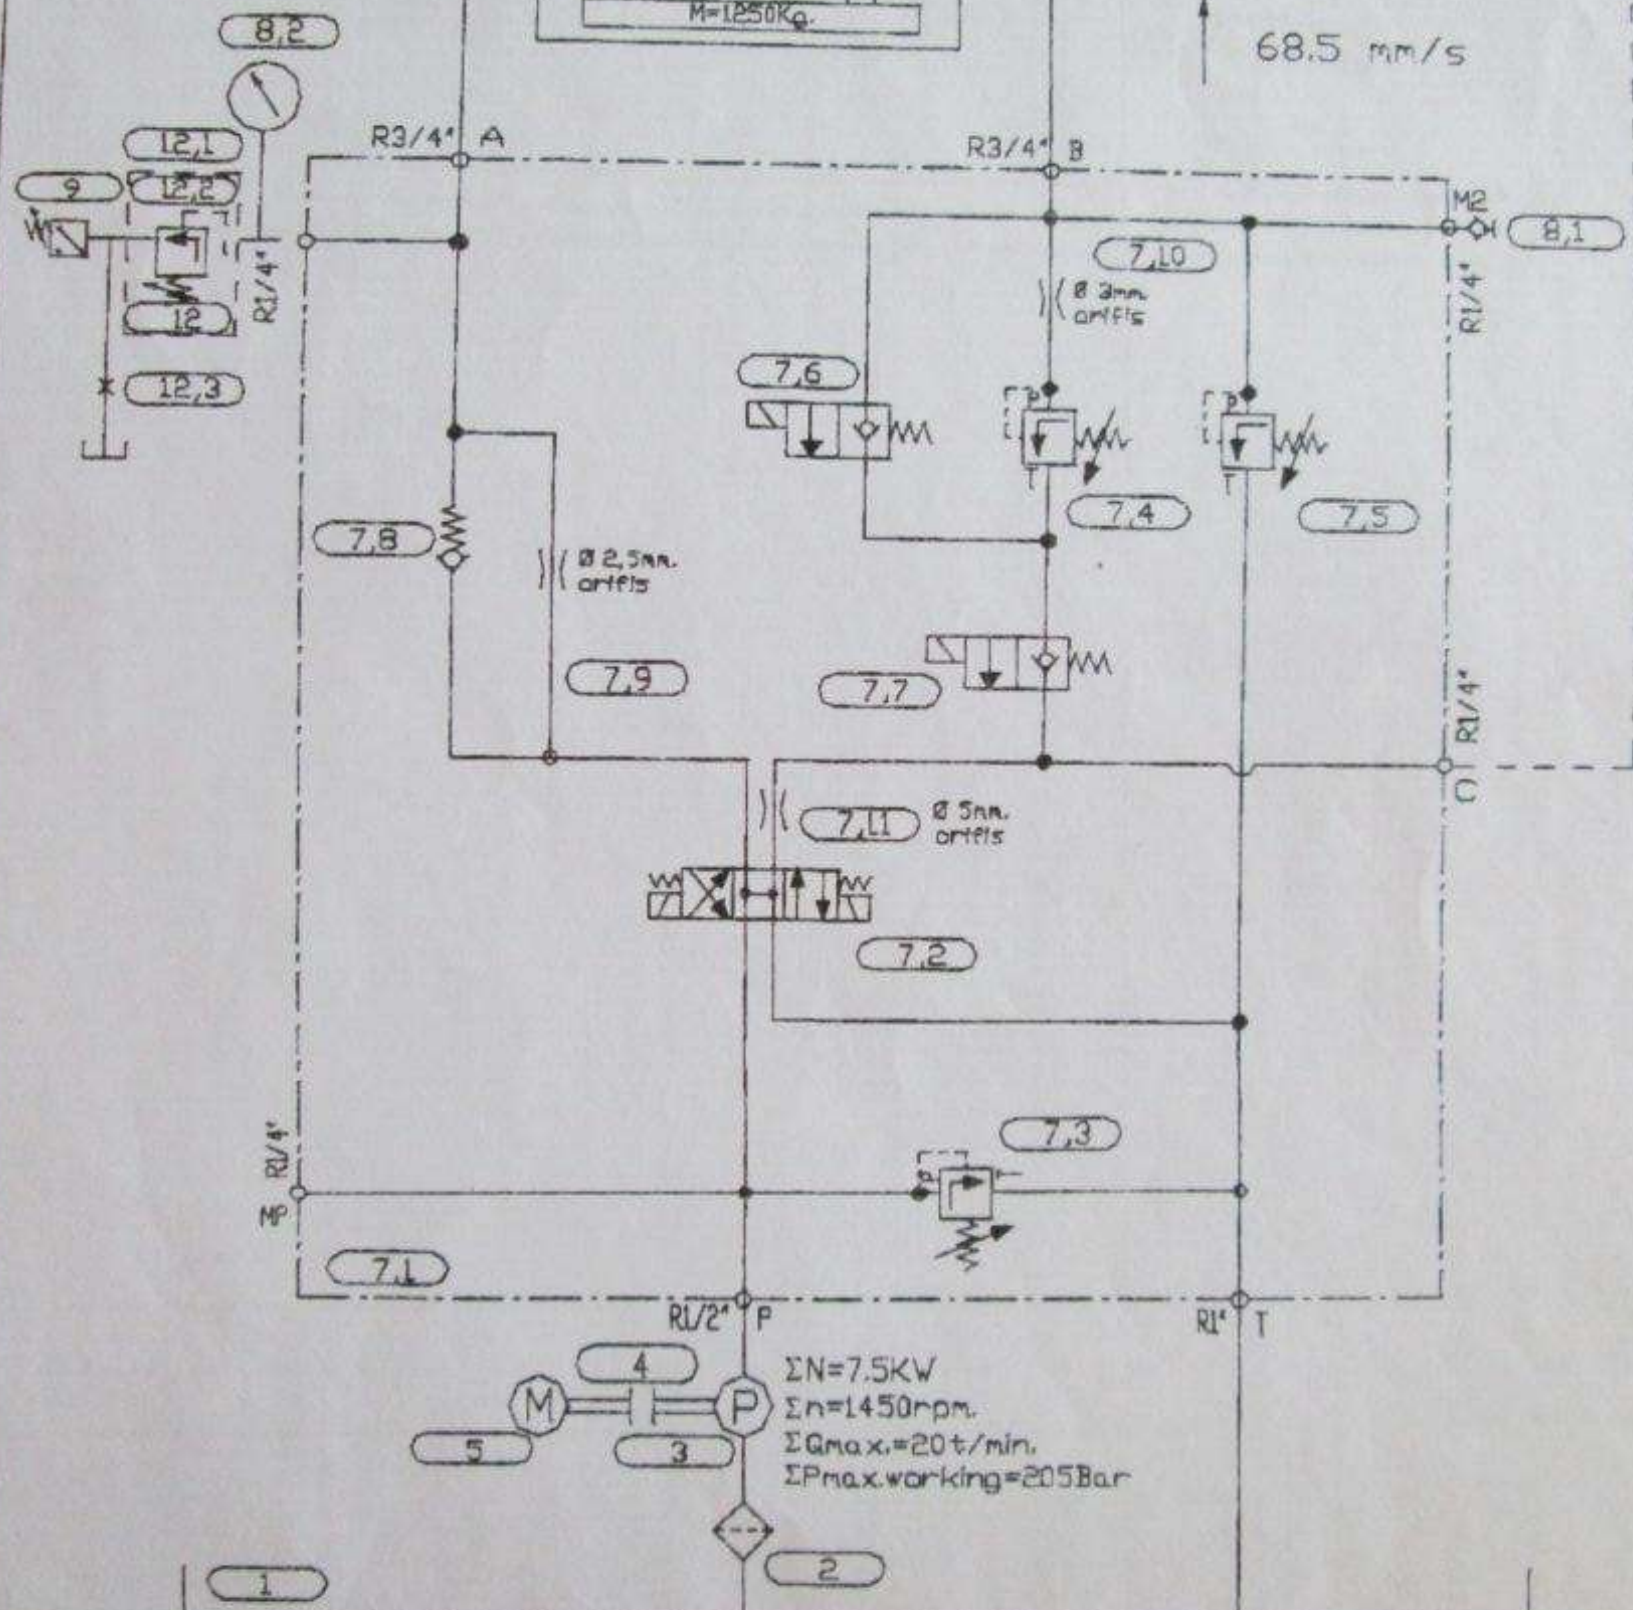 M=1250Kg.
8,2
68.5 mm/s
12,1
R3/4" A
R3/4" B
9
12,2
M2
8,1
7,10
R1/4"
Ø 3mm.
orifis
R1/4"
12
7,6
12,3
P
P
T
T
7,4
7,5
7,8
Ø 2,5mm.
orifis
7,9
7,7
R1/4"
7,11
Ø 5mm.
orifis
7,2
7,3
R1/4"
P
7,1
R1/2" P
R1" T
4
ΣN=7.5KW
M
P
Σn=1450rpm.
5
3
ΣQmax.=20t/min.
ΣPmax.working=205Bar
2
1